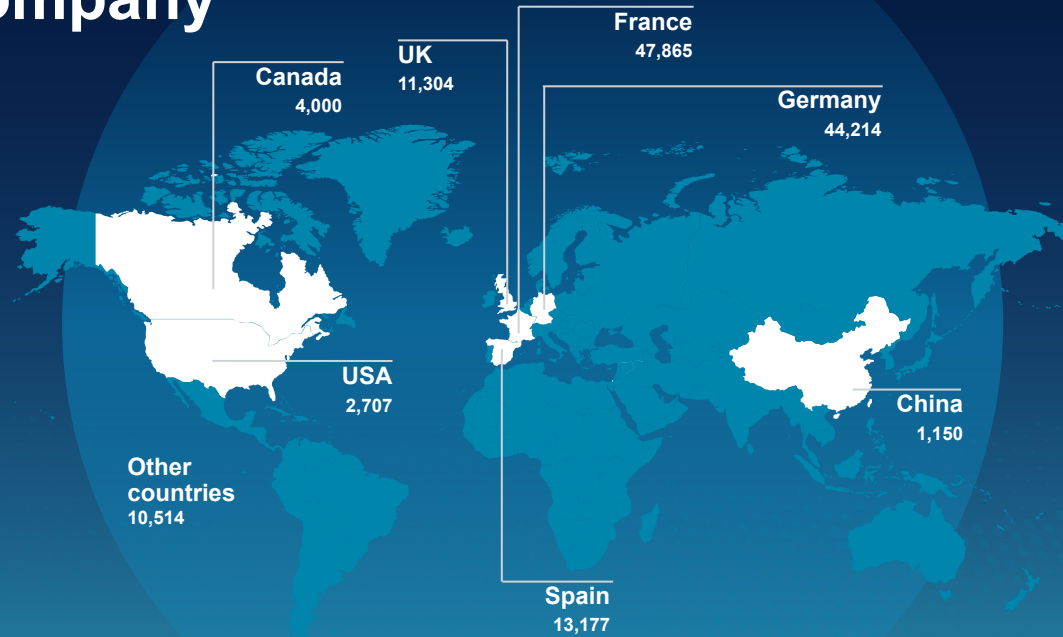 France
47,865
UK
11,304
Canada
4,000
Germany
44,214
USA
2,707
China
1,150
Other
countries
10,514
Spain
13,177